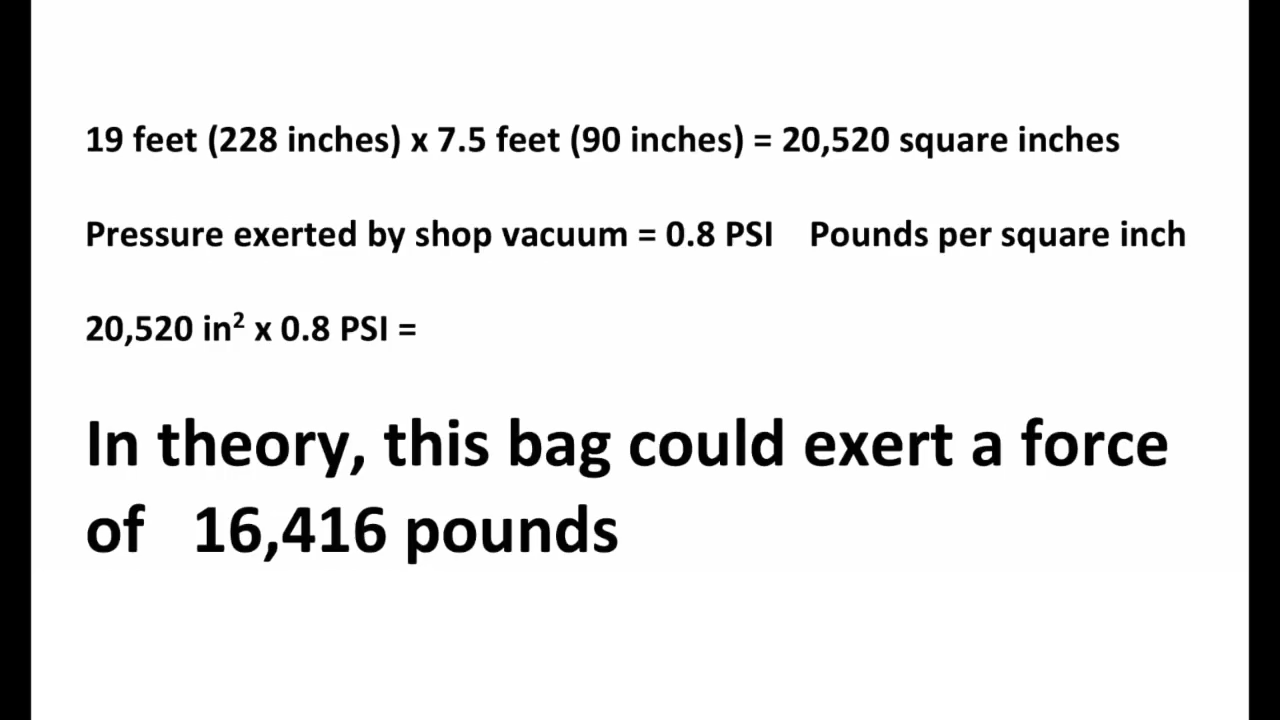 19 feet (228 inches) x 7.5 feet (90 inches) = 20,520 square inches
Pressure exerted by shop vacuum = 0.8 PSI    Pounds per square inch
20,520 in² x 0.8 PSI =
In theory, this bag could exert a force
of   16,416 pounds